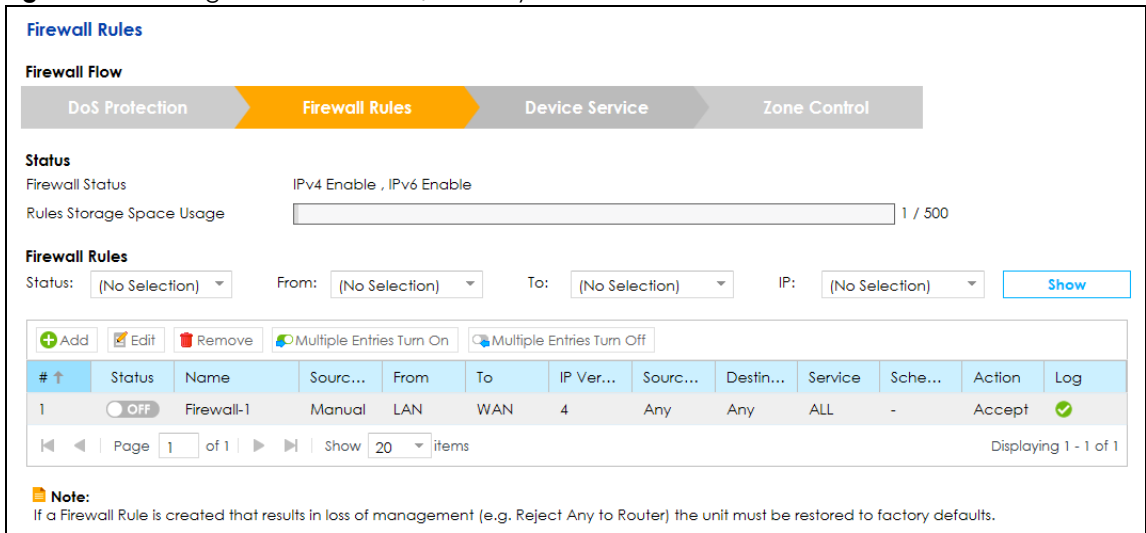 Firewall Rules
Firewall Flow
DoS Protection
Firewall Rules
Device Service
Zone Control
Status
Firewall Status IPv4 Enable , IPv6 Enable
Rules Storage Space Usage 1 / 500
Firewall Rules
Status: (No Selection) From: (No Selection) To: (No Selection) IP: (No Selection) Show
Add Edit Remove Multiple Entries Turn On Multiple Entries Turn Off
# Status Name Sourc... From To IP Ver... Sourc... Destin... Service Sche... Action Log
1 OFF Firewall-1 Manual LAN WAN 4 Any Any ALL - Accept
Page 1 of 1 Show 20 items Displaying 1 - 1 of 1
Note:
If a Firewall Rule is created that results in loss of management (e.g. Reject Any to Router) the unit must be restored to factory defaults.